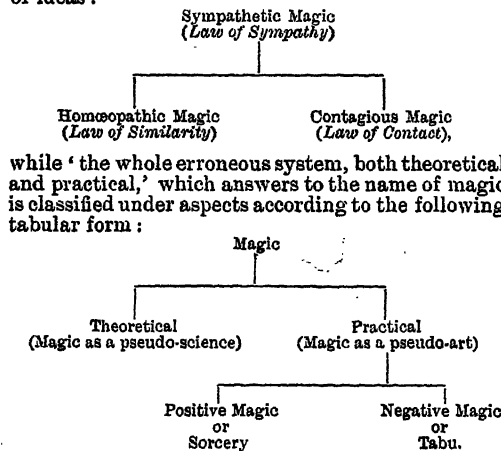 of ideas :
Sympathetic Magic
(Law of Sympathy)
Homœopathic Magic Contagious Magic
(Law of Similarity) (Law of Contact),
while ‘ the whole erroneous system, both theoretical
and practical,’ which answers to the name of magic
is classified under aspects according to the following
tabular form :
Magic
Theoretical Practical
(Magic as a pseudo-science) (Magic as a pseudo-art)
Positive Magic Negative Magic
or or
Sorcery Tabu.